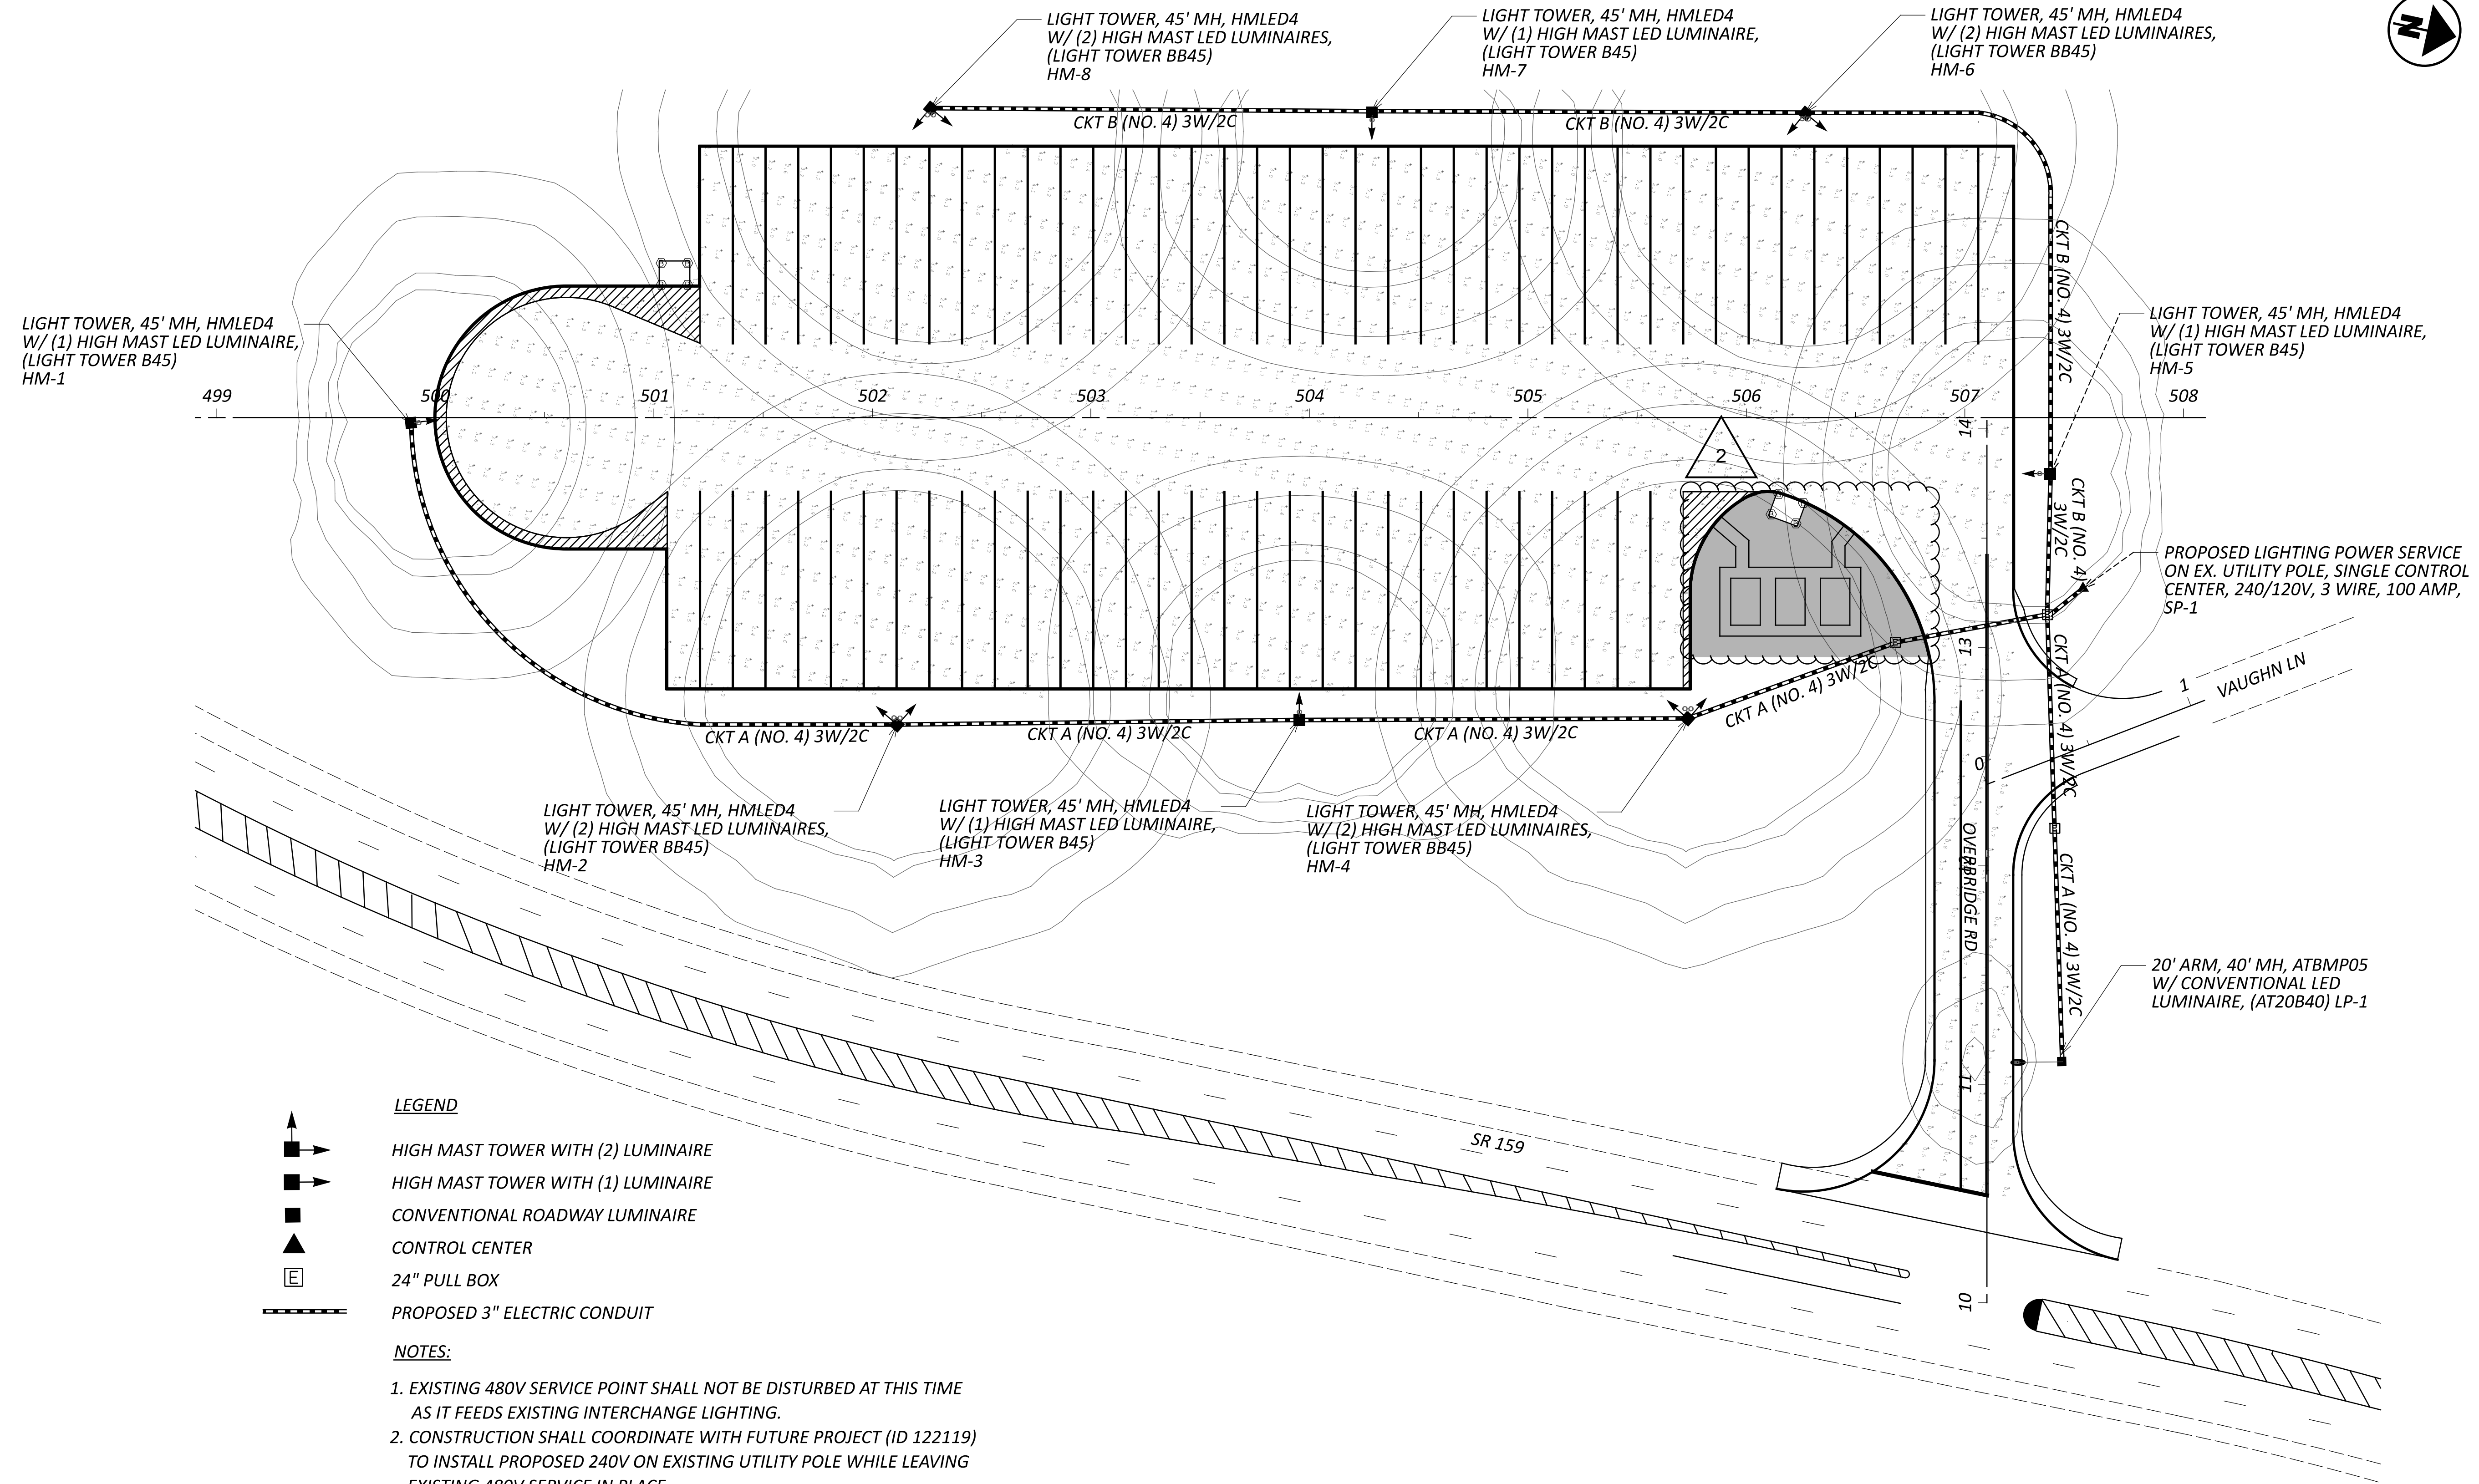 LIGHT TOWER, 45' MH, HMLED4
W/ (2) HIGH MAST LED LUMINAIRES,
(LIGHT TOWER BB45)
HM-8
LIGHT TOWER, 45' MH, HMLED4
W/ (1) HIGH MAST LED LUMINAIRE,
(LIGHT TOWER B45)
HM-7
LIGHT TOWER, 45' MH, HMLED4
W/ (2) HIGH MAST LED LUMINAIRES,
(LIGHT TOWER BB45)
HM-6
N
CKT B (NO. 4) 3W/2C
CKT B (NO. 4) 3W/2C
CKT B (NO. 4) 3W/2C
LIGHT TOWER, 45' MH, HMLED4
W/ (1) HIGH MAST LED LUMINAIRE,
(LIGHT TOWER B45)
HM-1
LIGHT TOWER, 45' MH, HMLED4
W/ (1) HIGH MAST LED LUMINAIRE,
(LIGHT TOWER B45)
HM-5
499
500
501
502
503
504
505
506
507
508
14
2
CKT B (NO. 4)
3W/2C
PROPOSED LIGHTING POWER SERVICE
ON EX. UTILITY POLE, SINGLE CONTROL
CENTER, 240/120V, 3 WIRE, 100 AMP,
SP-1
13
CKT A (NO. 4) 3W/2C
CKT A (NO. 4) 3W/2C
1
VAUGHN LN
0
CKT A (NO. 4) 3W/2C
CKT A (NO. 4) 3W/2C
CKT A (NO. 4) 3W/2C
LIGHT TOWER, 45' MH, HMLED4
W/ (2) HIGH MAST LED LUMINAIRES,
(LIGHT TOWER BB45)
HM-2
LIGHT TOWER, 45' MH, HMLED4
W/ (1) HIGH MAST LED LUMINAIRE,
(LIGHT TOWER B45)
HM-3
LIGHT TOWER, 45' MH, HMLED4
W/ (2) HIGH MAST LED LUMINAIRES,
(LIGHT TOWER BB45)
HM-4
OVERBRIDGE RD
CKT A (NO. 4) 3W/2C
20' ARM, 40' MH, ATBMP05
W/ CONVENTIONAL LED
LUMINAIRE, (AT20B40) LP-1
11
SR 159
10
LEGEND
HIGH MAST TOWER WITH (2) LUMINAIRE
HIGH MAST TOWER WITH (1) LUMINAIRE
CONVENTIONAL ROADWAY LUMINAIRE
CONTROL CENTER
E
24" PULL BOX
PROPOSED 3" ELECTRIC CONDUIT
NOTES:
1. EXISTING 480V SERVICE POINT SHALL NOT BE DISTURBED AT THIS TIME
AS IT FEEDS EXISTING INTERCHANGE LIGHTING.
2. CONSTRUCTION SHALL COORDINATE WITH FUTURE PROJECT (ID 122119)
TO INSTALL PROPOSED 240V ON EXISTING UTILITY POLE WHILE LEAVING
EXISTING 480V SERVICE IN PLACE